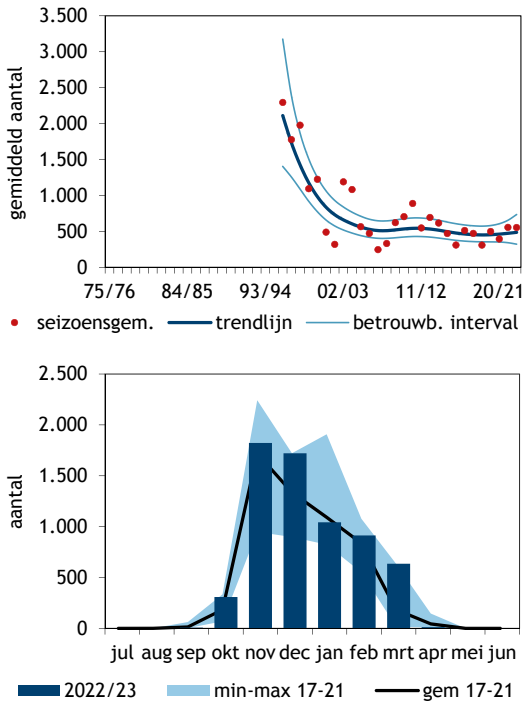 3.500
3.000
2.500
2.000
1.500
1.000
500
0
gemiddeld aantal
75/76 84/85 93/94 02/03 11/12 20/21
seizoensgem. trendlijn betrouwb. interval
2.500
2.000
1.500
1.000
500
0
aantal
jul aug sep okt nov dec jan feb mrt apr mei jun
2022/23 min-max 17-21 gem 17-21